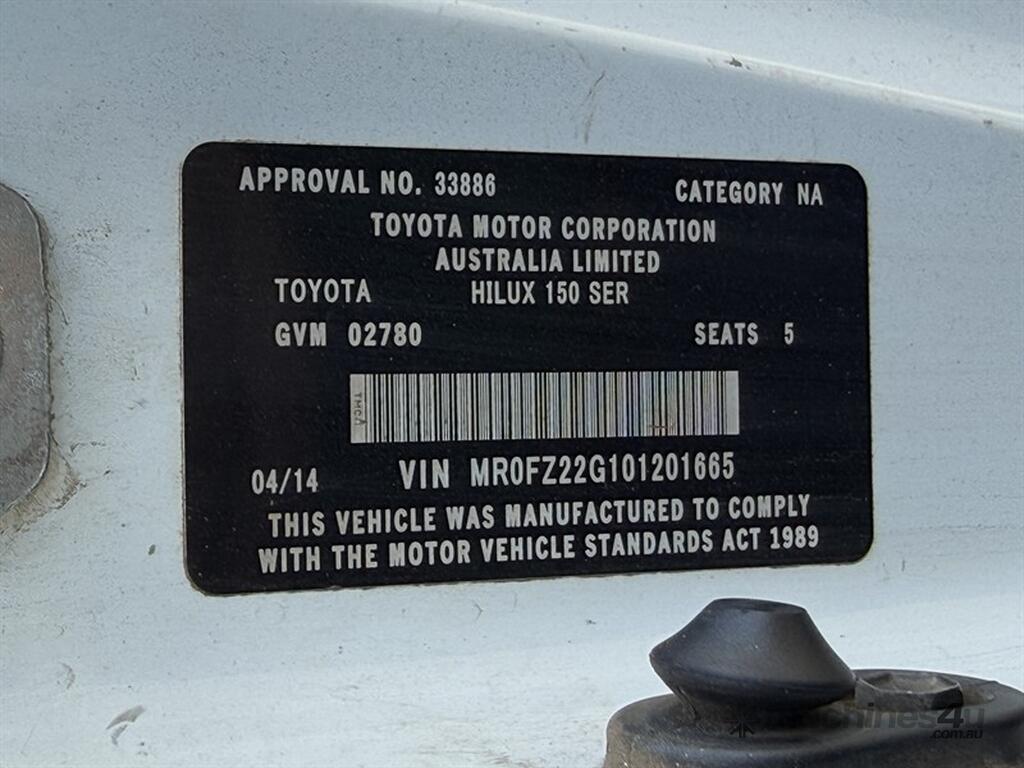 APPROVAL NO. 33886 CATEGORY NA
TOYOTA MOTOR CORPORATION
AUSTRALIA LIMITED
TOYOTA HILUX 150 SER
GVM 02780 SEATS 5
TMCA
04/14 VIN MR0FZ22G101201665
THIS VEHICLE WAS MANUFACTURED TO COMPLY
WITH THE MOTOR VEHICLE STANDARDS ACT 1989
machines4u
.com.au